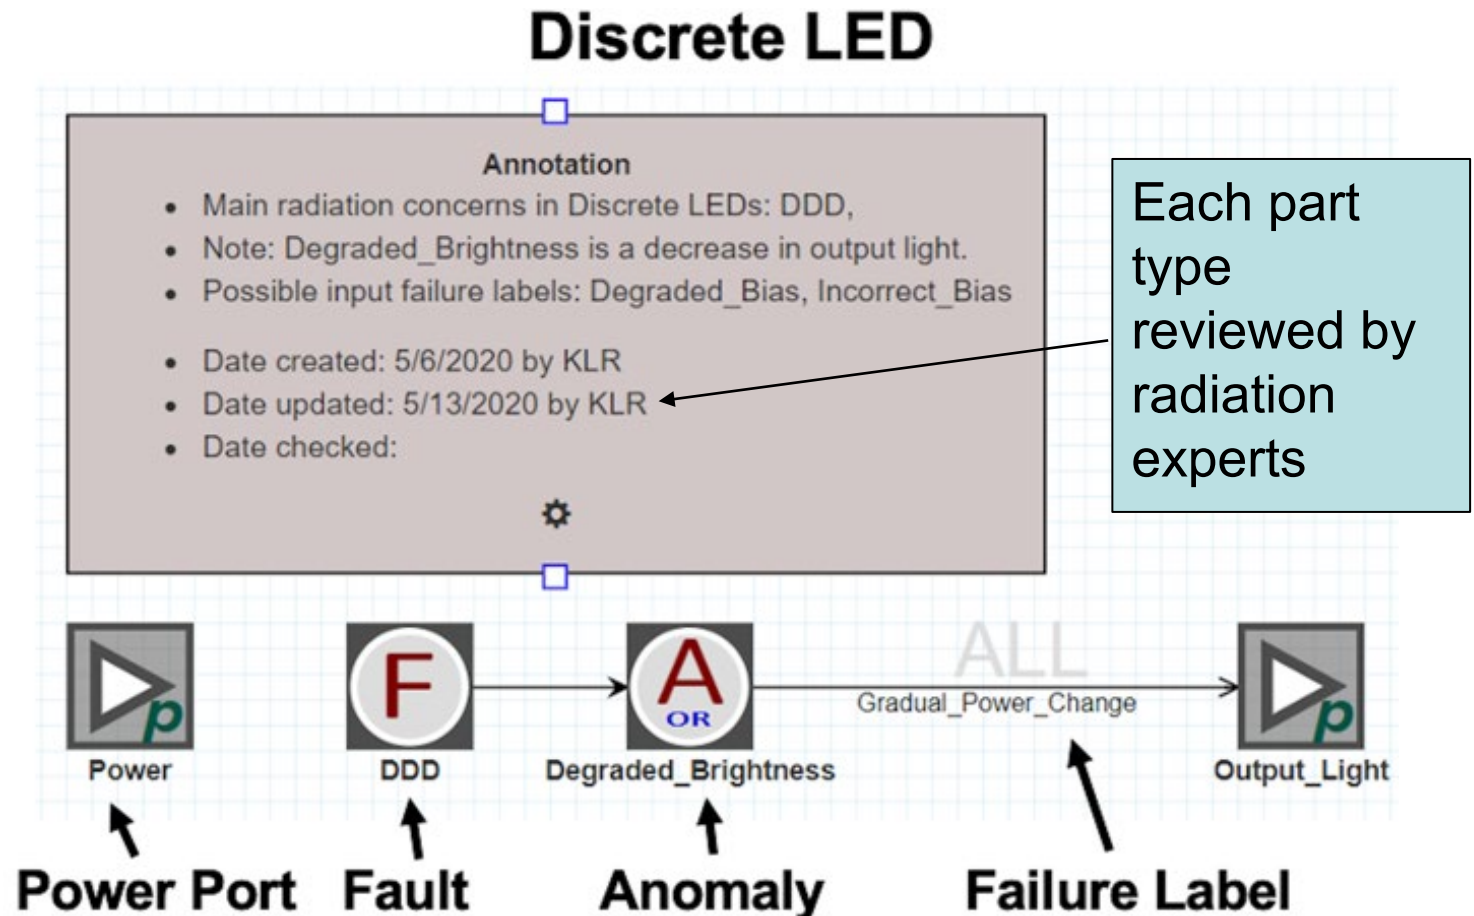 Discrete LED
Annotation
• Main radiation concerns in Discrete LEDs: DDD,
• Note: Degraded_Brightness is a decrease in output light.
• Possible input failure labels: Degraded_Bias, Incorrect_Bias
• Date created: 5/6/2020 by KLR
• Date updated: 5/13/2020 by KLR
• Date checked:
Each part
type
reviewed by
radiation
experts
p
Power
F
DDD
A
OR
Degraded_Brightness
ALL
Gradual_Power_Change
p
Output_Light
Power Port
Fault
Anomaly
Failure Label